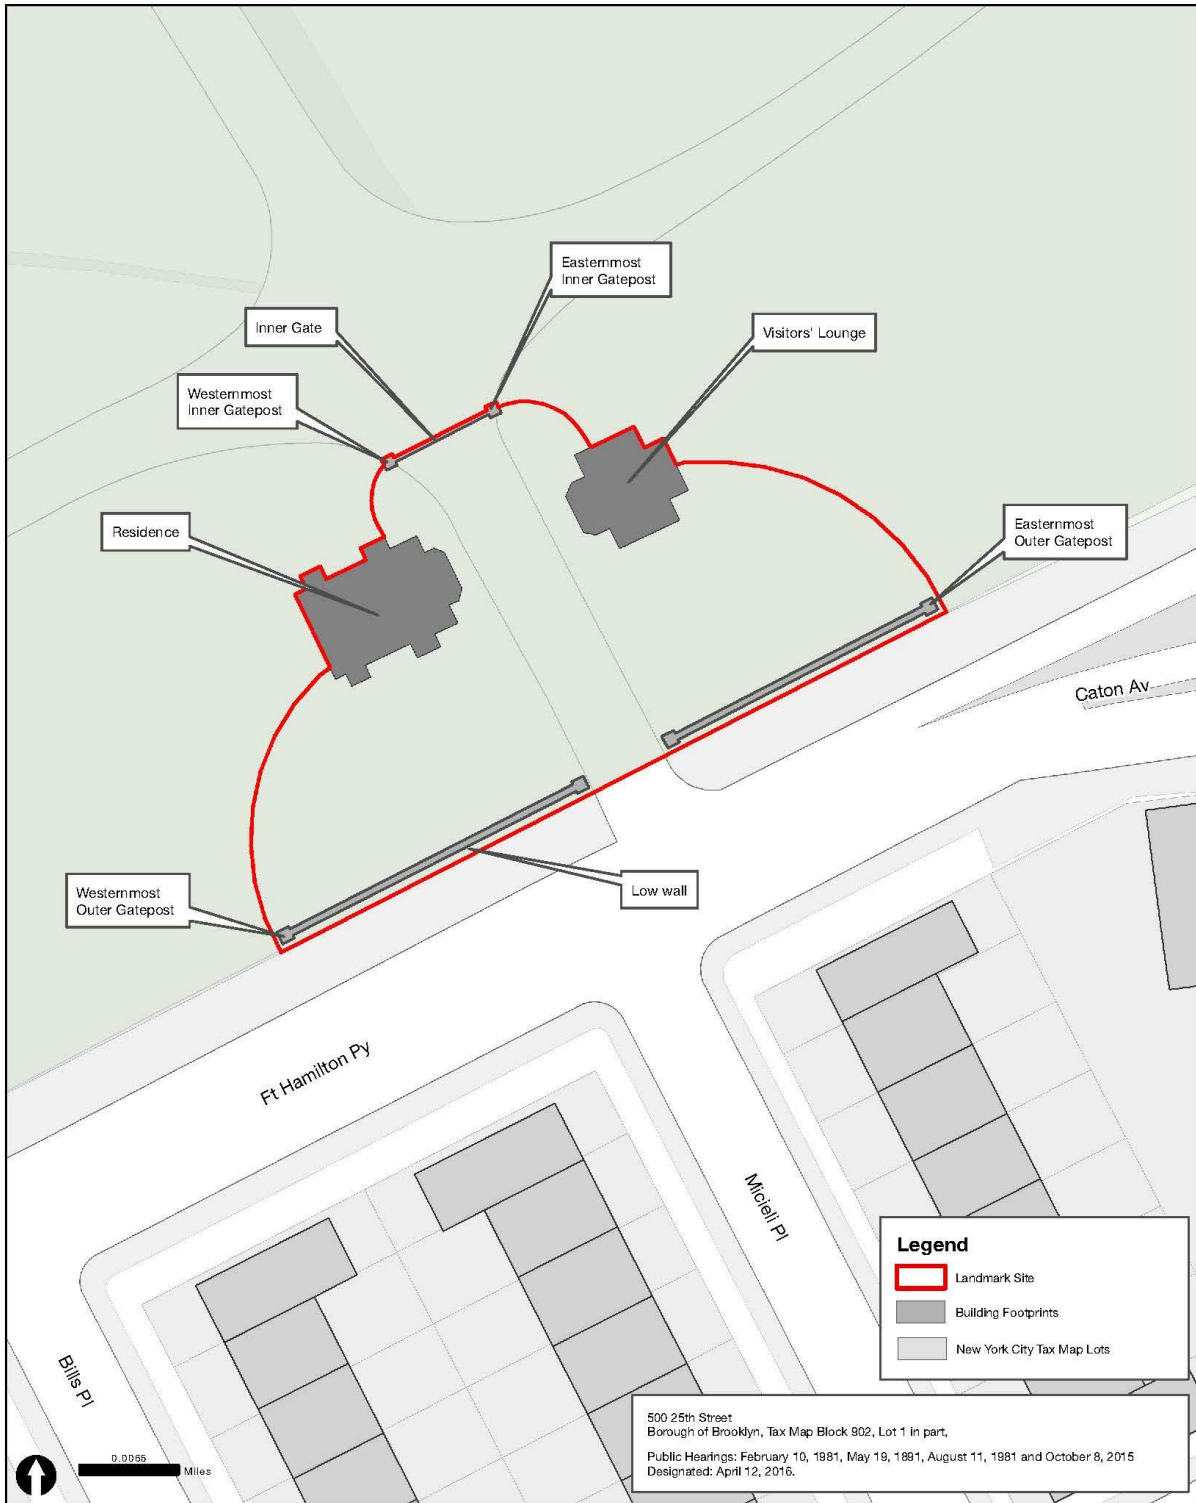 Easternmost
Inner Gatepost
Inner Gate
Visitors' Lounge
Westernmost
Inner Gatepost
Residence
Easternmost
Outer Gatepost
Caton Av
Westernmost
Outer Gatepost
Low wall
Ft Hamilton Py
Micieli Pl
Bills Pl
Legend
Landmark Site
Building Footprints
New York City Tax Map Lots
500 25th Street
Borough of Brooklyn, Tax Map Block 902, Lot 1 in part,
Public Hearings: February 10, 1981, May 19, 1891, August 11, 1981 and October 8, 2015
Designated: April 12, 2016.
0.0055
Miles